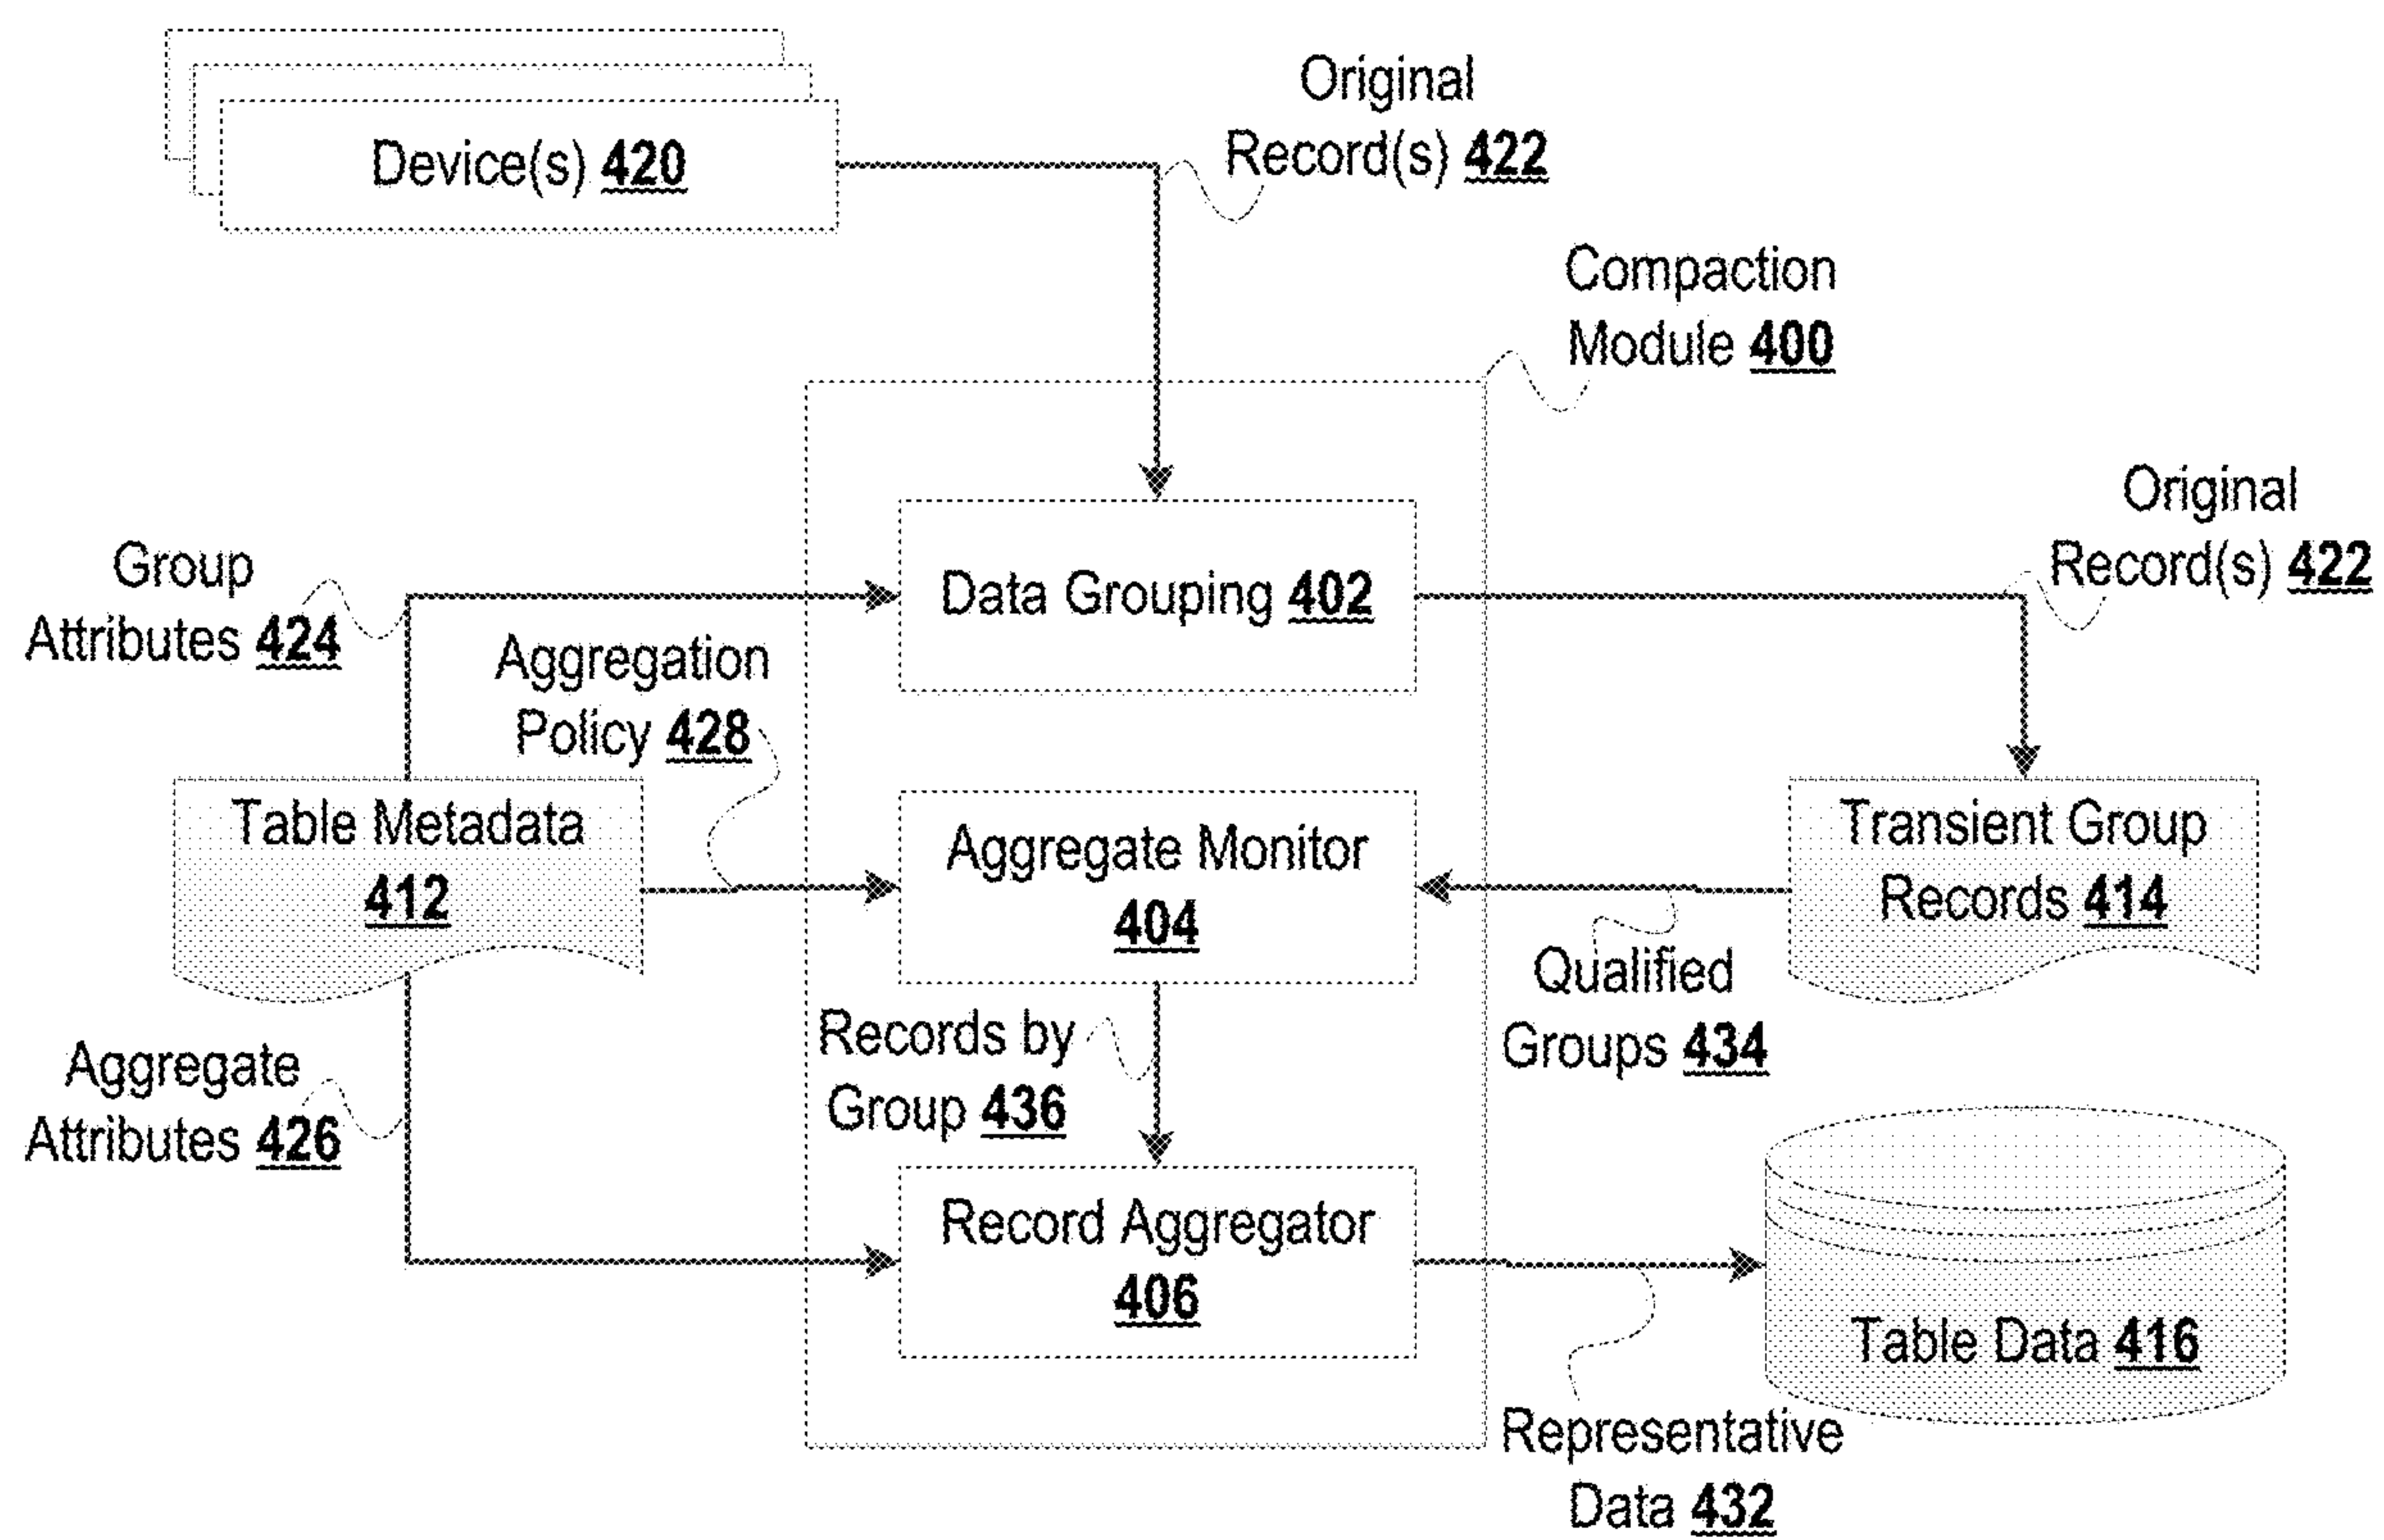 Device(s) 420
Original
Record(s) 422
Compaction
Module 400
Original
Record(s) 422
Group
Attributes 424
Data Grouping 402
Aggregation
Policy 428
Table Metadata
412
Aggregate Monitor
404
Transient Group
Records 414
Qualified
Groups 434
Records by
Group 436
Aggregate
Attributes 426
Record Aggregator
406
Table Data 416
Representative
Data 432